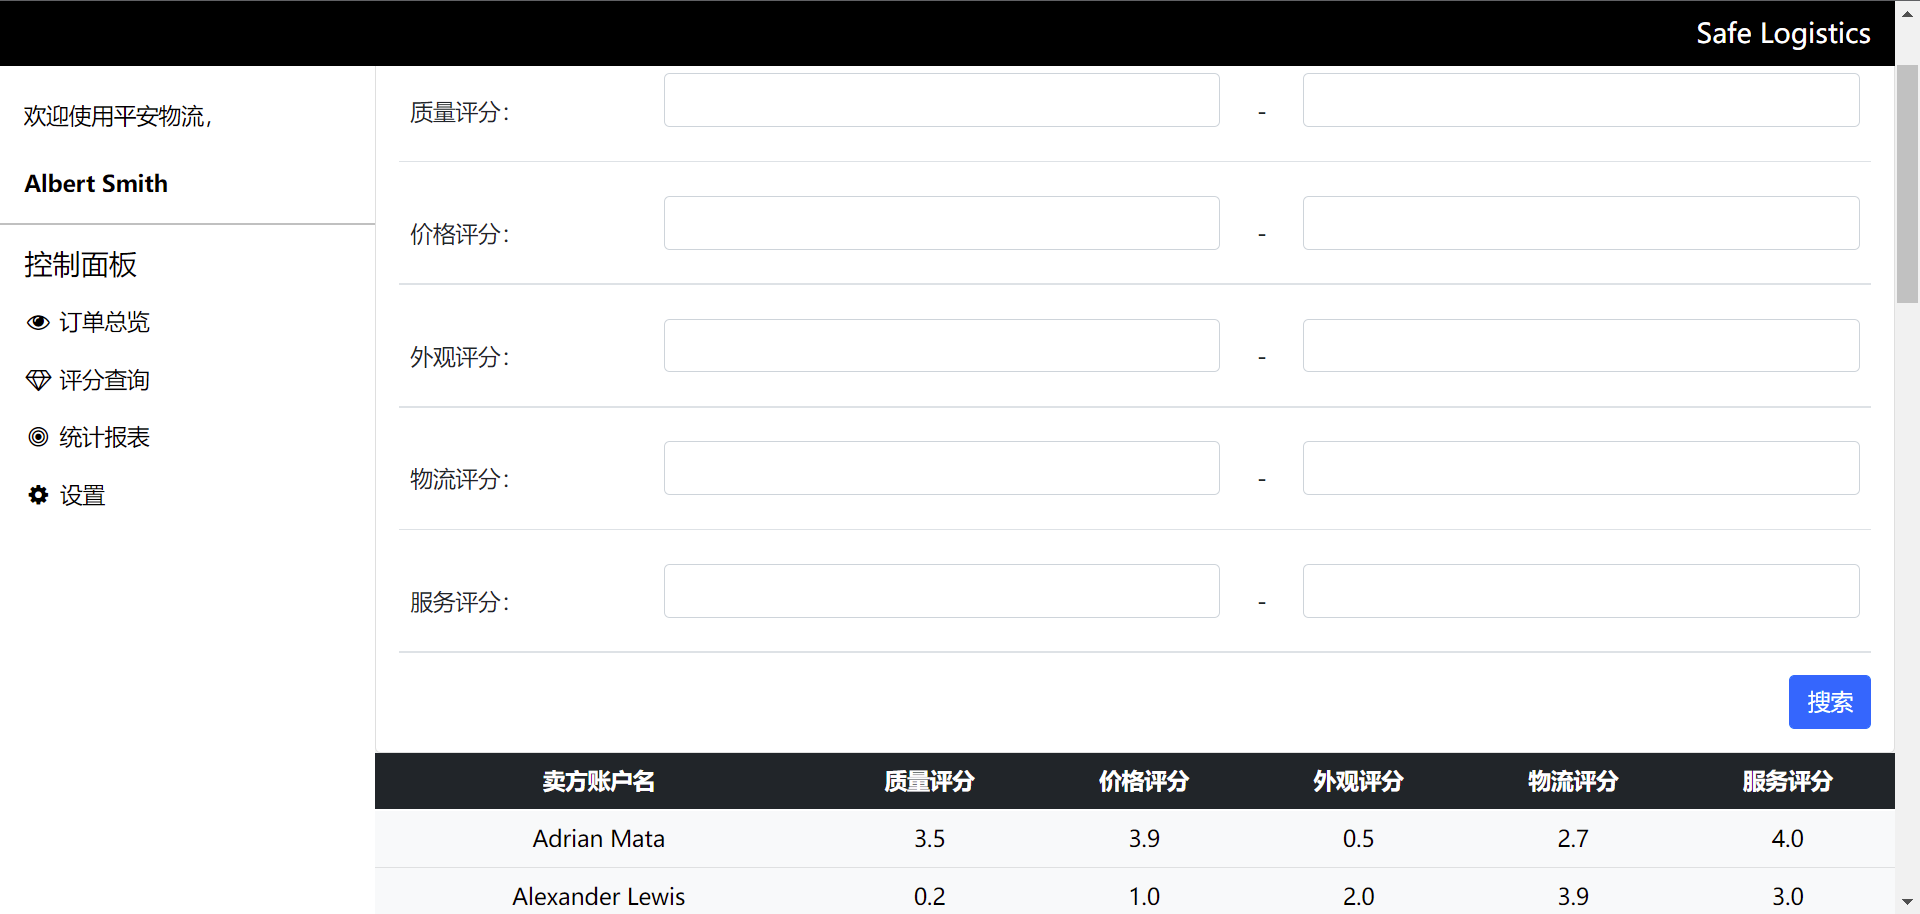 Safe Logistics
欢迎使用平安物流，
Albert Smith
控制面板
订单总览
评分查询
统计报表
设置
质量评分： -
价格评分： -
外观评分： -
物流评分： -
服务评分： -
搜索
卖方账户名 质量评分 价格评分 外观评分 物流评分 服务评分
Adrian Mata 3.5 3.9 0.5 2.7 4.0
Alexander Lewis 0.2 1.0 2.0 3.9 3.0